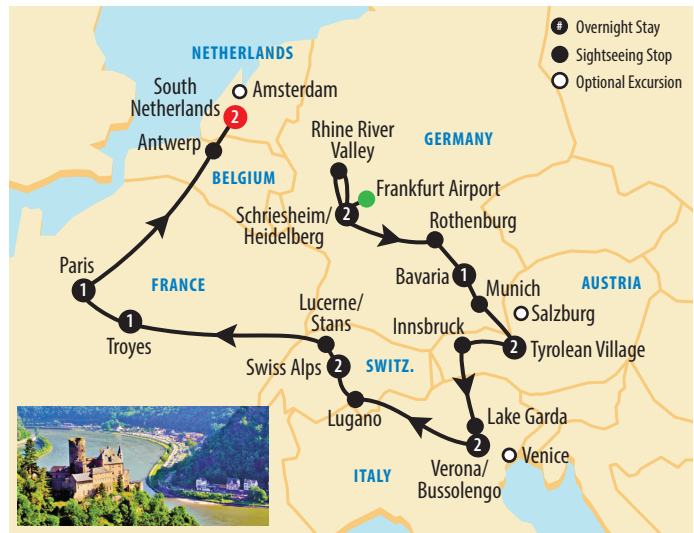 # Overnight Stay
Sightseeing Stop
Optional Excursion
NETHERLANDS
South
Netherlands
2
Amsterdam
Antwerp
BELGIUM
Rhine River
Valley
GERMANY
Frankfurt Airport
Schriesheim/
Heidelberg
2
Rothenburg
Bavaria
1
Munich
AUSTRIA
Salzburg
Innsbruck
2
Tyrolean Village
Paris
1
FRANCE
Troyes
1
Lucerne/
Stans
Swiss Alps
2
SWITZ.
Lugano
Lake Garda
2
Verona/
Bussolengo
Venice
ITALY